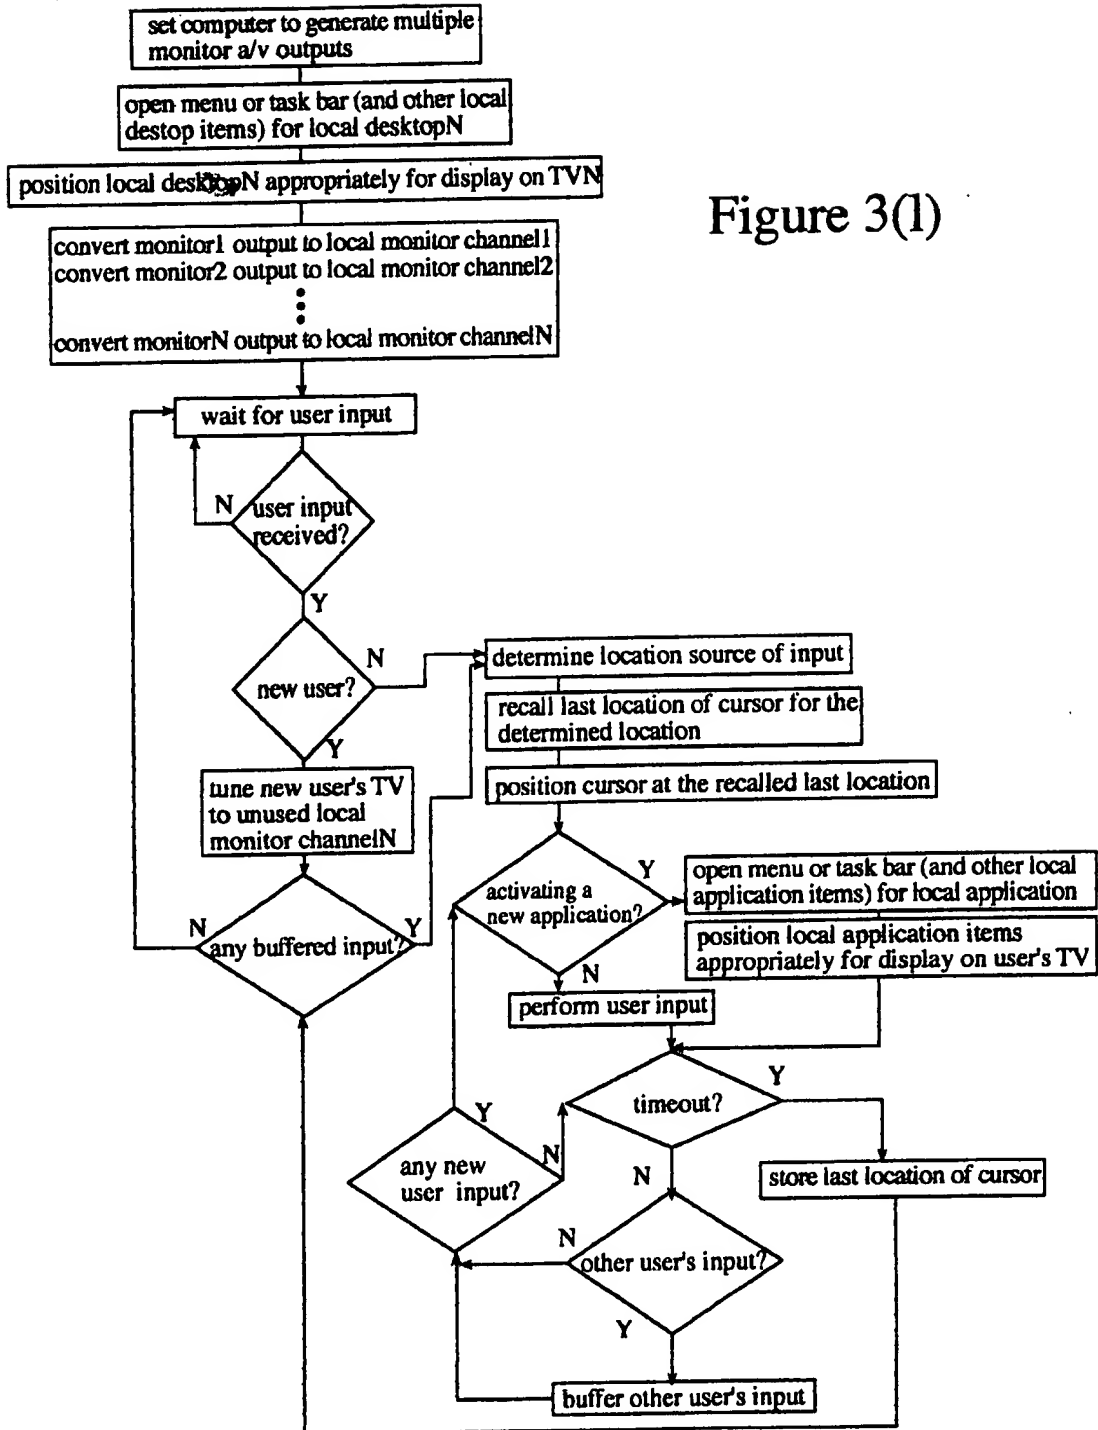 set computer to generate multiple
monitor a/v outputs
open menu or task bar (and other local
destop items) for local desktopN
position local desktopN appropriately for display on TVN
Figure 3(l)
convert monitor1 output to local monitor channel1
convert monitor2 output to local monitor channel2
convert monitorN output to local monitor channelN
wait for user input
N
user input
received?
Y
new user?
N
Y
determine location source of input
recall last location of cursor for the
determined location
position cursor at the recalled last location
tune new user's TV
to unused local
monitor channelN
N
any buffered input?
Y
activating a
new application?
Y
N
open menu or task bar (and other local
application items) for local application
position local application items
appropriately for display on user's TV
perform user input
timeout?
Y
N
any new
user input?
Y
N
store last location of cursor
N
other user's input?
Y
buffer other user's input